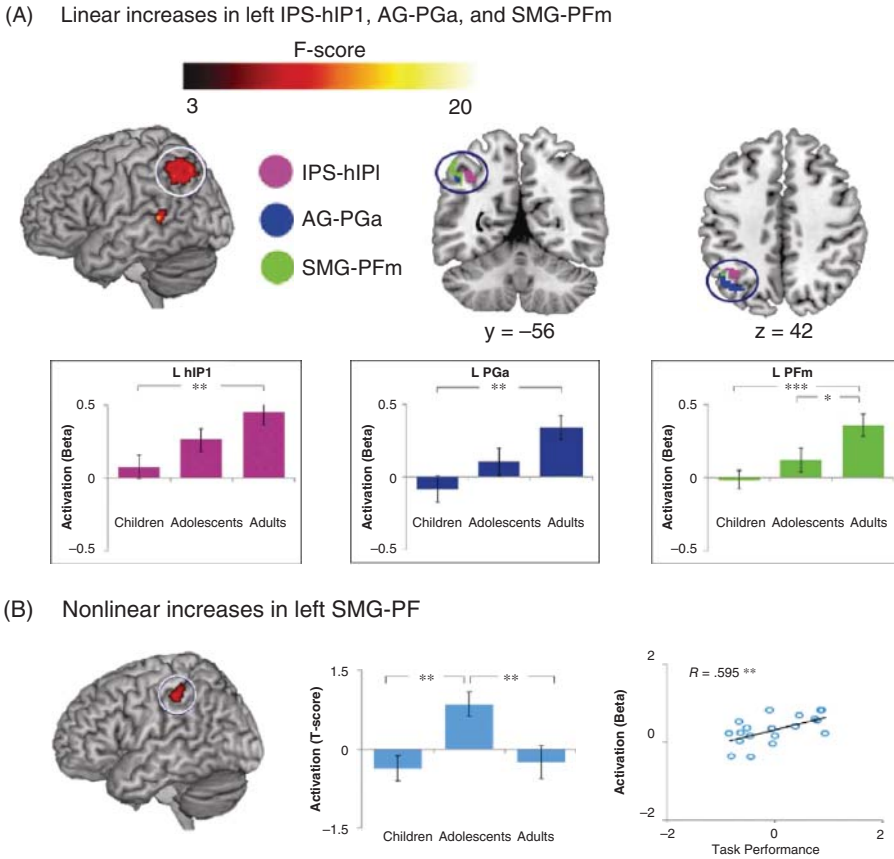 (A) Linear increases in left IPS-hIP1, AG-PGa, and SMG-PFm
F-score
3 20
IPS-hIPl
AG-PGa
SMG-PFm
y = –56
z = 42
L hIP1
**
0.5
0
–0.5
Activation (Beta)
Children Adolescents Adults
L PGa
**
0.5
0
–0.5
Activation (Beta)
Children Adolescents Adults
L PFm
***
*
0.5
0
–0.5
Activation (Beta)
Children Adolescents Adults
(B) Nonlinear increases in left SMG-PF
1.5
** **
0
–1.5
Activation (T-score)
Children Adolescents Adults
2
R = .595 **
0
–2
Activation (Beta)
–2 0 2
Task Performance